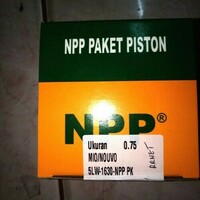 NPP PAKET PISTON
NPP®
Ukuran 0.75
MIO/NOUVO
5LW-1630-NPP PK